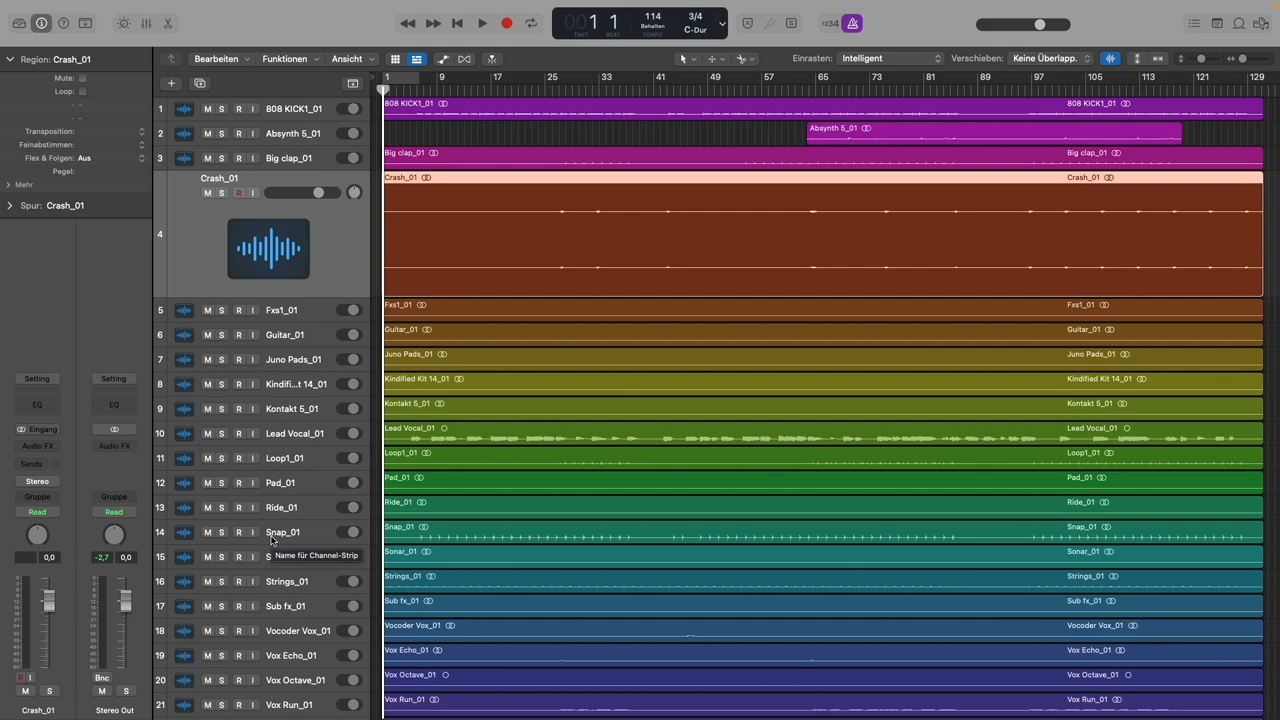 001 1 114 3/4
Behalten C-Dur
TAKT BEAT TEMPO
1234
Region: Crash_01
Mute:
Loop:
Transposition:
Feinabstimm.:
Flex & Folgen: Aus
Pegel:
Mehr
Spur: Crash_01
Bearbeiten Funktionen Ansicht
Einrasten: Intelligent Verschieben: Keine Überlapp.
1 9 17 25 33 41 49 57 65 73 81 89 97 105 113 121 129
1 M S R I 808 KICK1_01 808 KICK1_01 808 KICK1_01
2 M S R I Absynth 5_01 Absynth 5_01
3 M S R I Big clap_01 Big clap_01 Big clap_01
4 Crash_01 M S R I Crash_01 Crash_01
5 M S R I Fxs1_01 Fxs1_01 Fxs1_01
6 M S R I Guitar_01 Guitar_01 Guitar_01
7 M S R I Juno Pads_01 Juno Pads_01 Juno Pads_01
8 M S R I Kindifi...t 14_01 Kindified Kit 14_01 Kindified Kit 14_01
9 M S R I Kontakt 5_01 Kontakt 5_01 Kontakt 5_01
10 M S R I Lead Vocal_01 Lead Vocal_01 Lead Vocal_01
11 M S R I Loop1_01 Loop1_01 Loop1_01
12 M S R I Pad_01 Pad_01 Pad_01
13 M S R I Ride_01 Ride_01 Ride_01
14 M S R I Snap_01 Snap_01 Snap_01
Name für Channel-Strip
15 M S R I S Sonar_01 Sonar_01
16 M S R I Strings_01 Strings_01 Strings_01
17 M S R I Sub fx_01 Sub fx_01 Sub fx_01
18 M S R I Vocoder Vox_01 Vocoder Vox_01 Vocoder Vox_01
19 M S R I Vox Echo_01 Vox Echo_01 Vox Echo_01
20 M S R I Vox Octave_01 Vox Octave_01 Vox Octave_01
21 M S R I Vox Run_01 Vox Run_01 Vox Run_01
Setting Setting
EQ EQ
Eingang
Audio FX Audio FX
Sends
Stereo
Gruppe Gruppe
Read Read
0,0 -2,7 0,0
R I Bnc
M S M S
Crash_01 Stereo Out